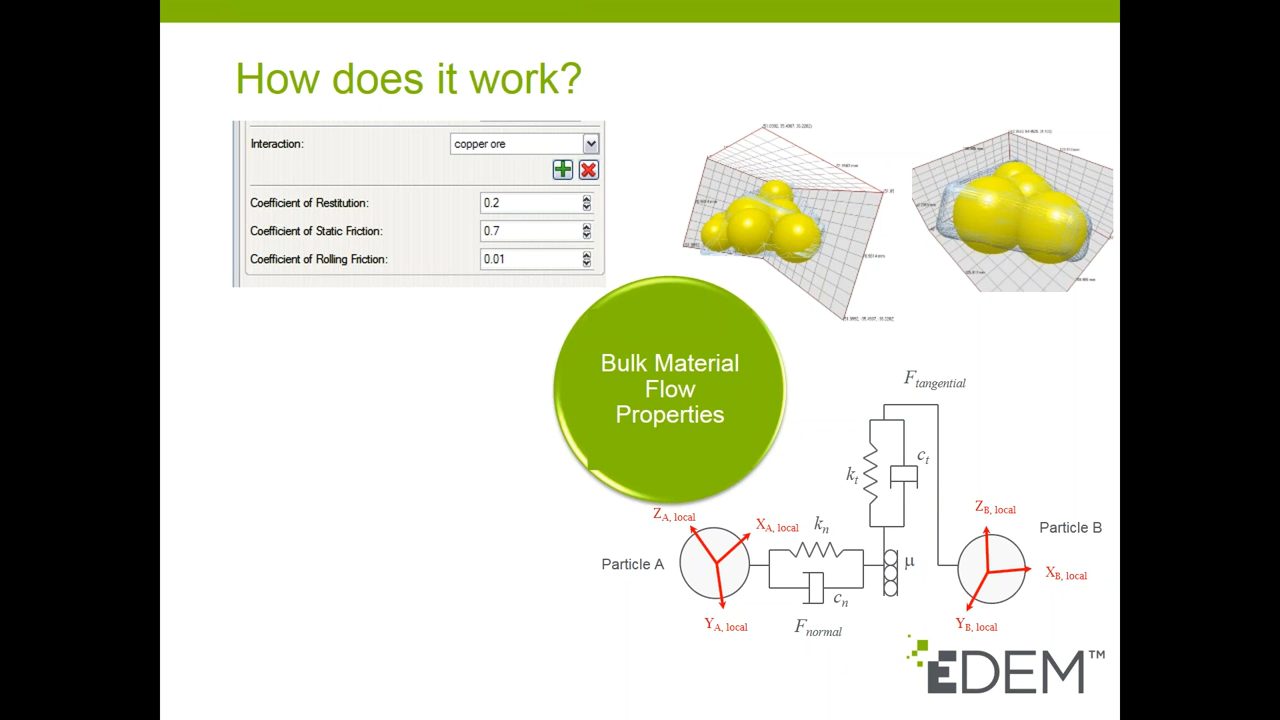 How does it work?
Interaction:
copper ore
Coefficient of Restitution:
0.2
Coefficient of Static Friction:
0.7
Coefficient of Rolling Friction:
0.01
Bulk Material
Flow
Properties
F tangential
c t
k t
Z A, local
X A, local
k n
Z B, local
Particle B
Particle A
μ
X B, local
c n
Y A, local
F normal
Y B, local
EDEM™